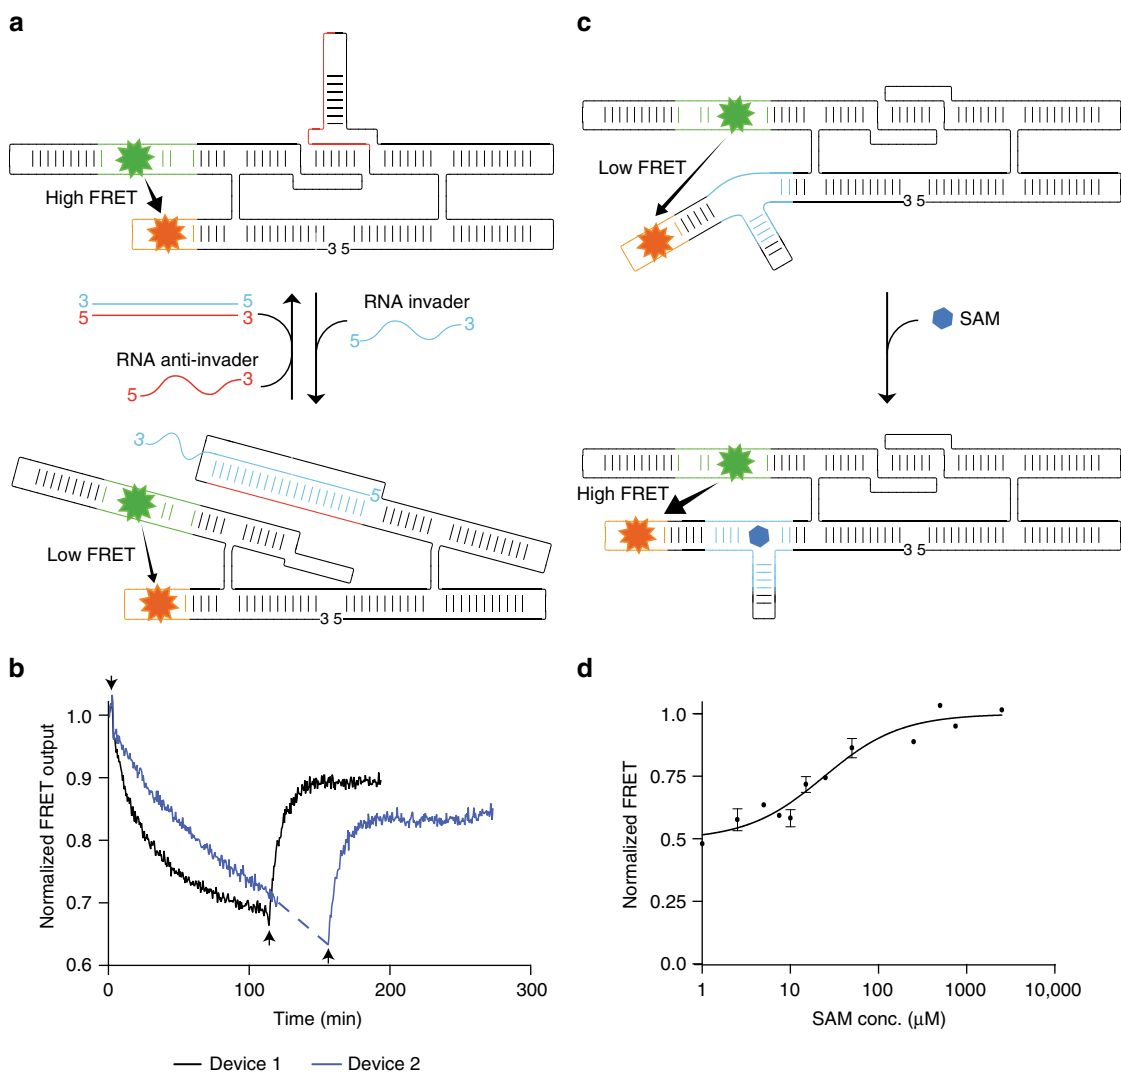 a
High FRET
3 5
3 5
5 3
RNA invader
5 3
RNA anti-invader
5 3
3
5
Low FRET
3 5
b
Normalized FRET output
1.0
0.9
0.8
0.7
0.6
0 100 200 300
Time (min)
Device 1 Device 2
c
Low FRET
3 5
SAM
High FRET
3 5
d
Normalized FRET
1.0
0.75
0.5
0.25
0.0
1 10 100 1000 10,000
SAM conc. (μM)